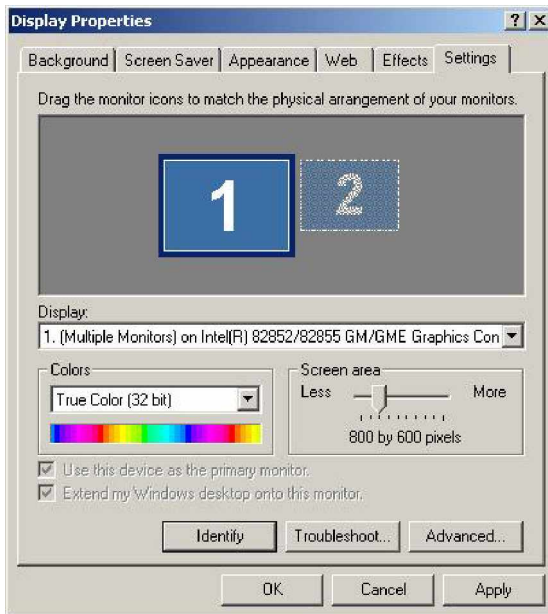 Display Properties
Background Screen Saver Appearance Web Effects Settings
Drag the monitor icons to match the physical arrangement of your monitors.
1 2
Display:
1. (Multiple Monitors) on Intel(R) 82852/82855 GM/GME Graphics Con
Colors
True Color (32 bit)
Screen area
Less More
800 by 600 pixels
Use this device as the primary monitor.
Extend my Windows desktop onto this monitor.
Identify Troubleshoot... Advanced...
OK Cancel Apply